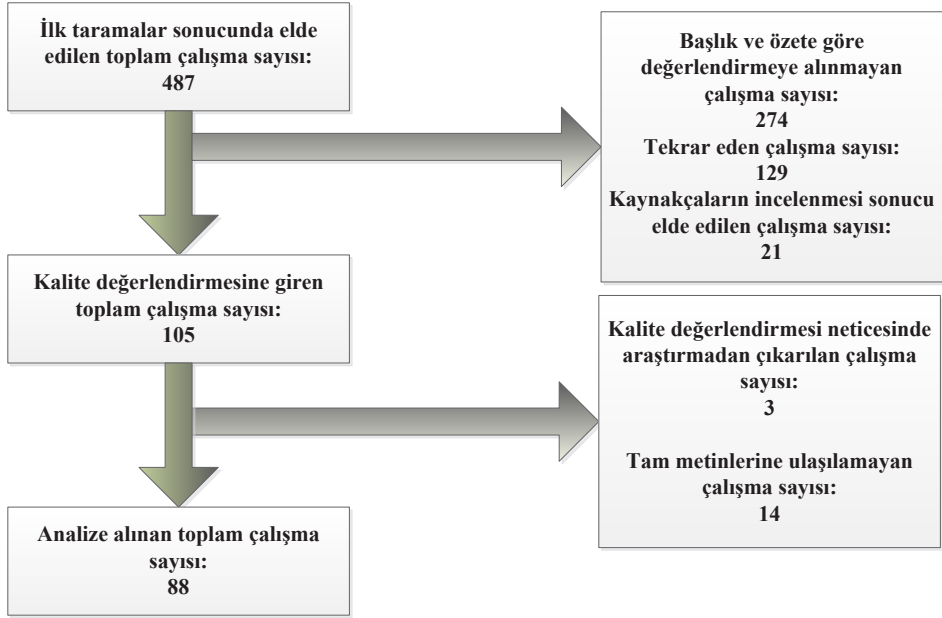 İlk taramalar sonucunda elde
edilen toplam çalışma sayısı:
487
Başlık ve özete göre
değerlendirmeye alınmayan
çalışma sayısı:
274
Tekrar eden çalışma sayısı:
129
Kaynakçaların incelenmesi sonucu
elde edilen çalışma sayısı:
21
Kalite değerlendirmesine giren
toplam çalışma sayısı:
105
Kalite değerlendirmesi neticesinde
araştırmadan çıkarılan çalışma
sayısı:
3
Tam metinlerine ulaşılamayan
çalışma sayısı:
14
Analize alınan toplam çalışma
sayısı:
88